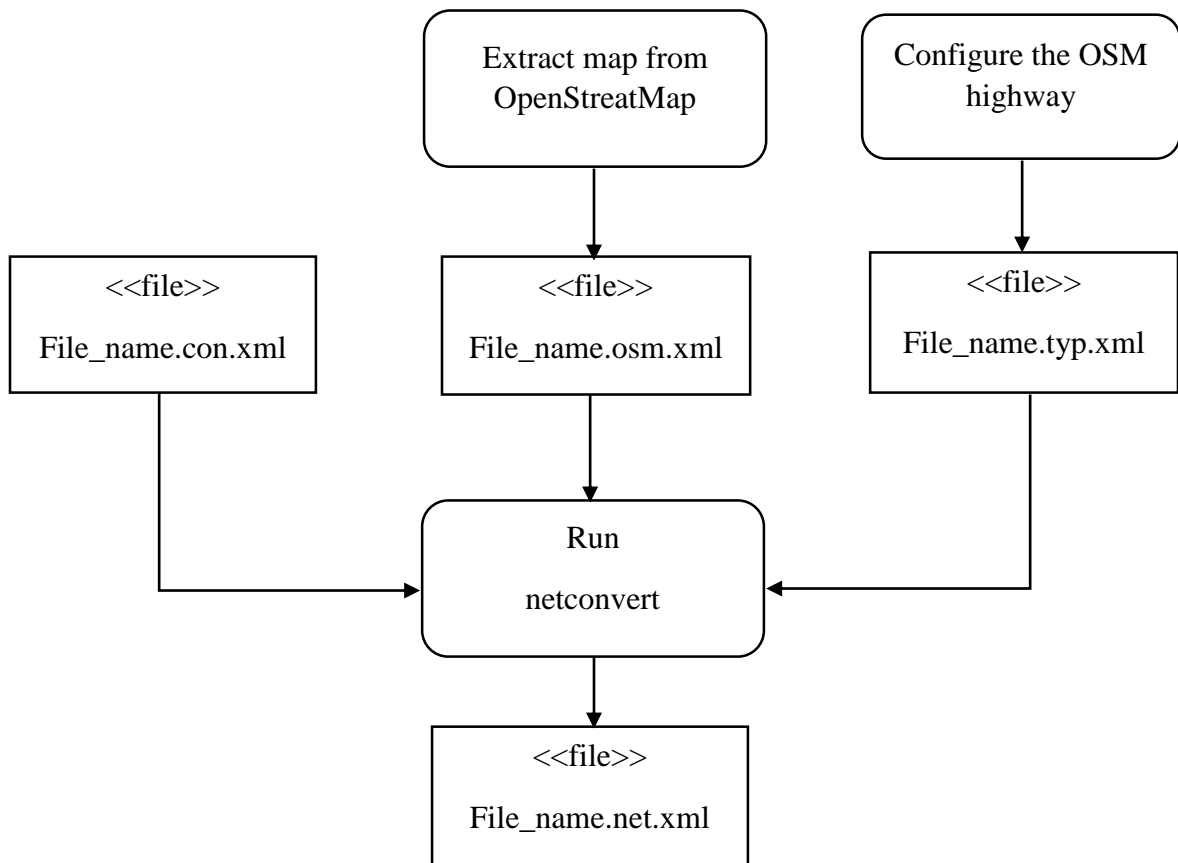 Extract map from
OpenStreatMap
Configure the OSM
highway
<<file>>
File_name.con.xml
<<file>>
File_name.osm.xml
<<file>>
File_name.typ.xml
Run
netconvert
<<file>>
File_name.net.xml